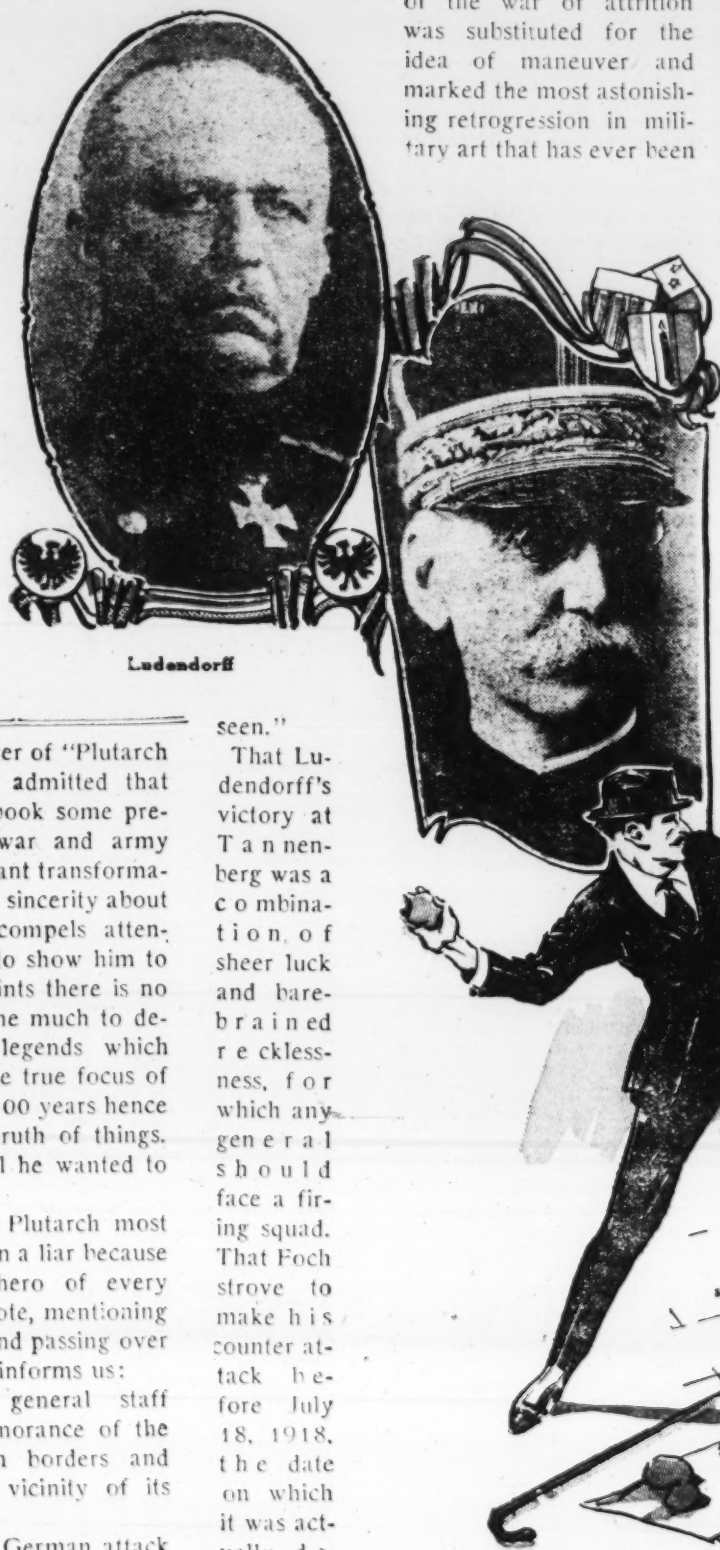 of the war of attrition
was substituted for the
idea of maneuver and
marked the most astonish-
ing retrogression in mili-
tary art that has ever been
Ludendorff
er of “Plutarch
admitted that
book some pre-
war and army
ant transforma-
sincerity about
compels atten-
o show him to
ints there is no
ne much to de-
legends which
e true focus of
00 years hence
ruth of things.
l he wanted to
Plutarch most
n a liar because
hero of every
ote, mentioning
nd passing over
informs us:
general staff
norance of the
n borders and
vicinity of its
German attack
seen.”
That Lu-
dendorff's
victory at
Tannen-
berg was a
combina-
tion of
sheer luck
and bare-
brained
reckless-
ness, for
which any
general
should
face a fir-
ing squad.
That Foch
strove to
make his
counter at-
tack be-
fore July
18, 1918,
the date
on which
it was act-